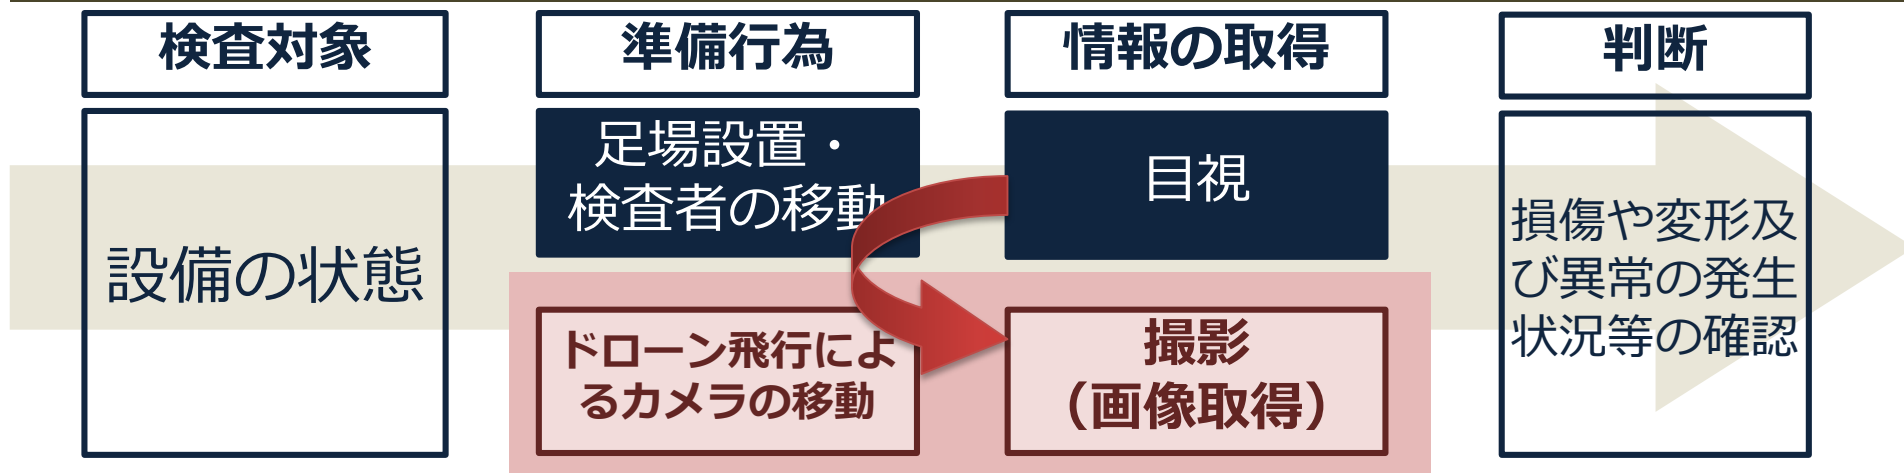 検査対象
準備行為
情報の取得
判断
設備の状態
足場設置・
検査者の移動
目視
損傷や変形及
び異常の発生
状況等の確認
ドローン飛行によ
るカメラの移動
撮影
（画像取得）